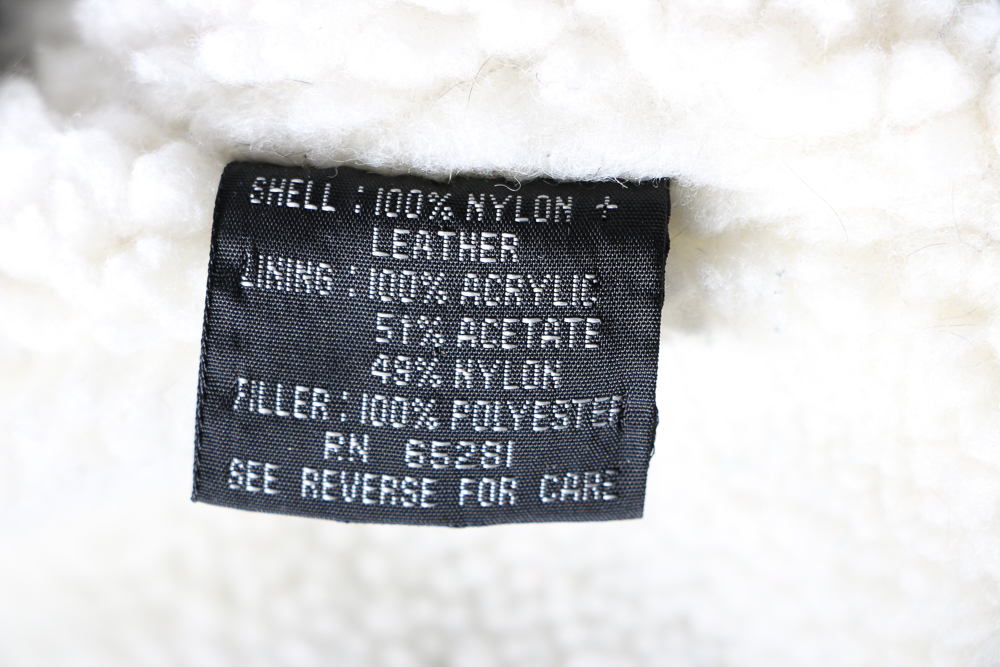 SHELL : 100% NYLON +
LEATHER
LINING : 100% ACRYLIC
51% ACETATE
49% NYLON
FILLER : 100% POLYESTER
RN 65281
SEE REVERSE FOR CARE